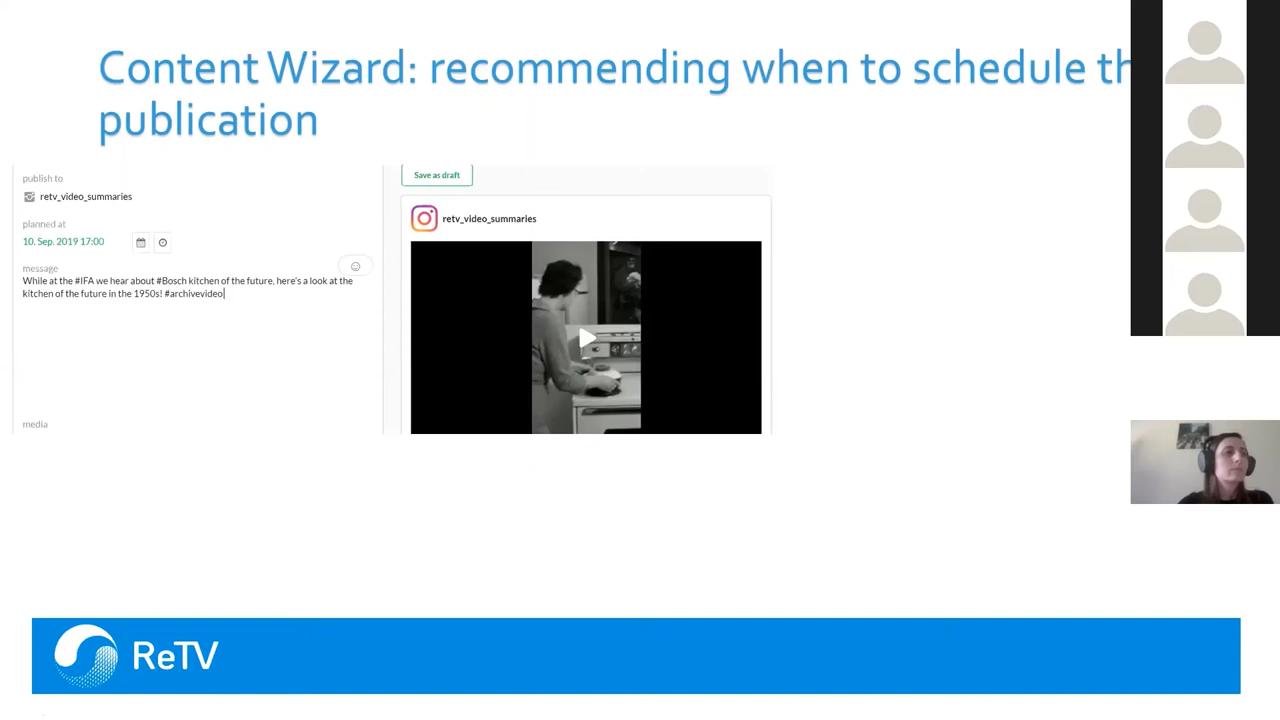 Content Wizard: recommending when to schedule th
publication
publish to
retv_video_summaries
planned at
10. Sep. 2019 17:00
message
While at the #IFA we hear about #Bosch kitchen of the future, here's a look at the
kitchen of the future in the 1950s! #archivevideo
media
Save as draft
retv_video_summaries
ReTV